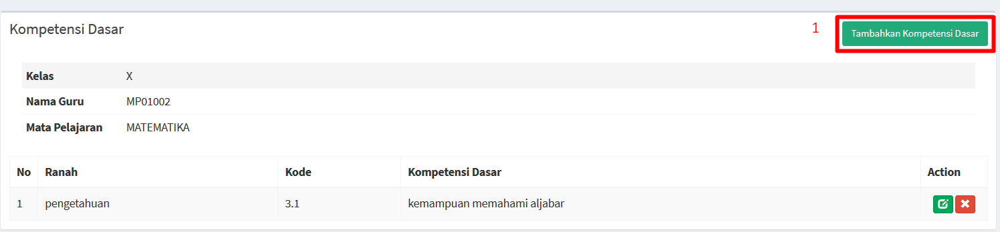 Kompetensi Dasar 1 Tambahkan Kompetensi Dasar
Kelas X
Nama Guru MP01002
Mata Pelajaran MATEMATIKA
No Ranah Kode Kompetensi Dasar Action
1 pengetahuan 3.1 kemampuan memahami aljabar